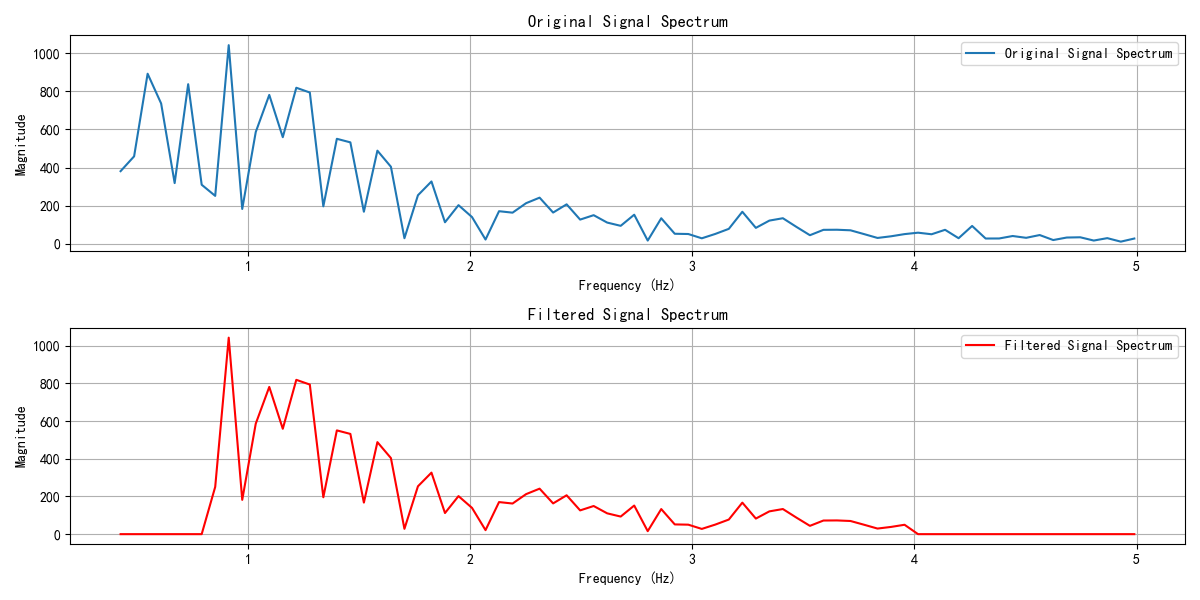 Original Signal Spectrum
Original Signal Spectrum
Magnitude
1000
800
600
400
200
0
1
2
3
4
5
Frequency (Hz)
Filtered Signal Spectrum
Filtered Signal Spectrum
Magnitude
1000
800
600
400
200
0
1
2
3
4
5
Frequency (Hz)